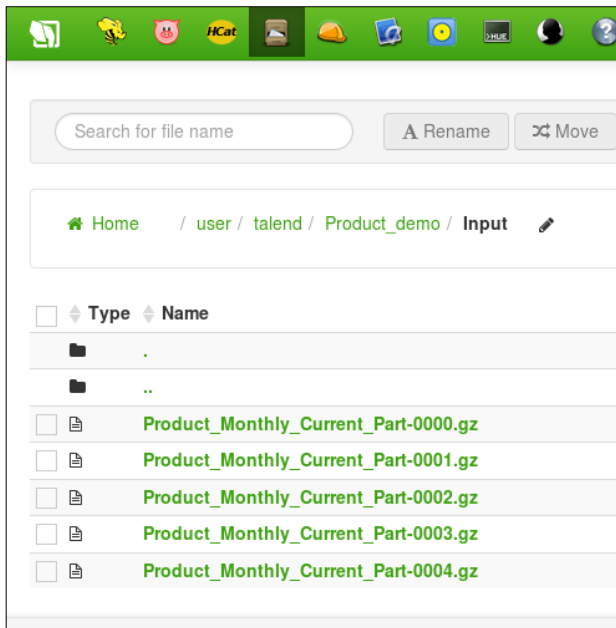 HCat >HUE ?
Search for file name A Rename Move
Home / user / talend / Product_demo / Input
Type Name
.
..
Product_Monthly_Current_Part-0000.gz
Product_Monthly_Current_Part-0001.gz
Product_Monthly_Current_Part-0002.gz
Product_Monthly_Current_Part-0003.gz
Product_Monthly_Current_Part-0004.gz